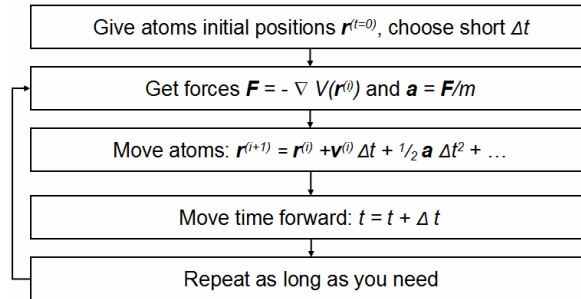 Give atoms initial positions r⁽ᵗ⁼⁰⁾, choose short Δt
Get forces F = - ∇ V(r⁽ⁱ⁾) and a = F/m
Move atoms: r⁽ⁱ⁺¹⁾ = r⁽ⁱ⁾ +v⁽ⁱ⁾ Δt + ¹/₂ a Δt² + …
Move time forward: t = t + Δ t
Repeat as long as you need